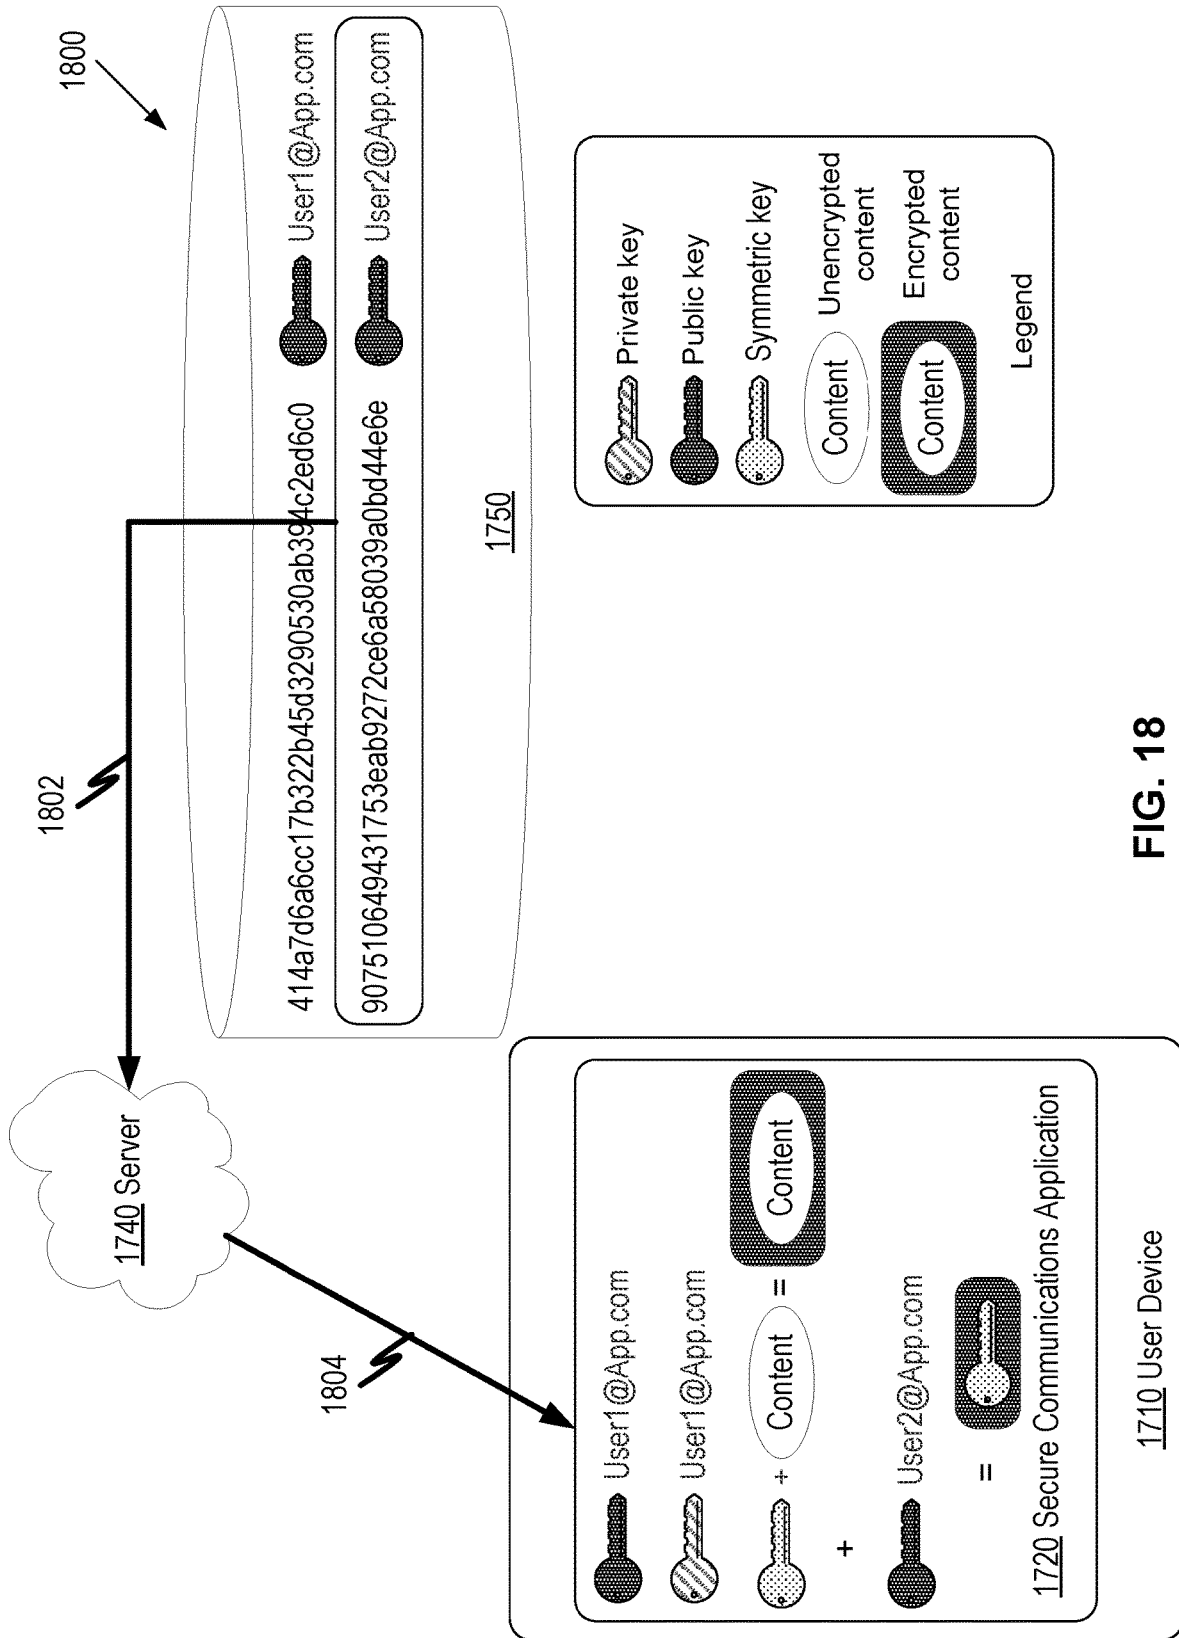 1800
1802
1740 Server
414a7d6a6cc17b322b45d3290530ab394c2ed6c0 User1@App.com
907510649431753eab9272ce6a58039a0bd44e6e User2@App.com
1750
1804
User1@App.com
User1@App.com
+ Content = Content
+
User2@App.com
=
1720 Secure Communications Application
1710 User Device
Private key
Public key
Symmetric key
Content Unencrypted
content
Content Encrypted
content
Legend
FIG. 18